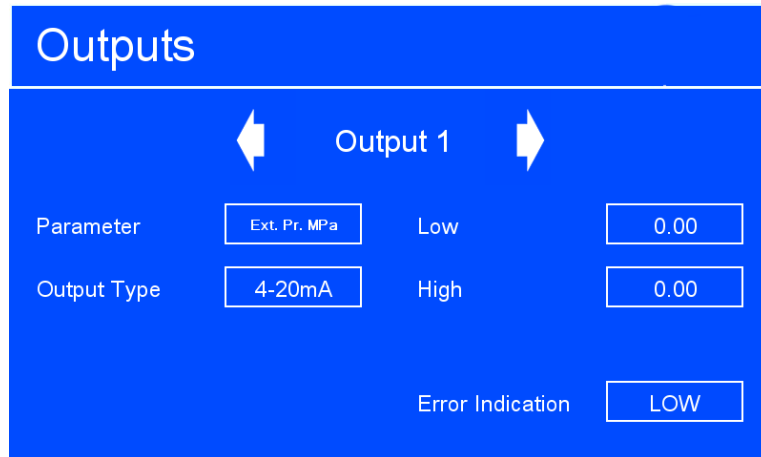 Outputs
Output 1
Parameter Ext. Pr. MPa Low 0.00
Output Type 4-20mA High 0.00
Error Indication LOW